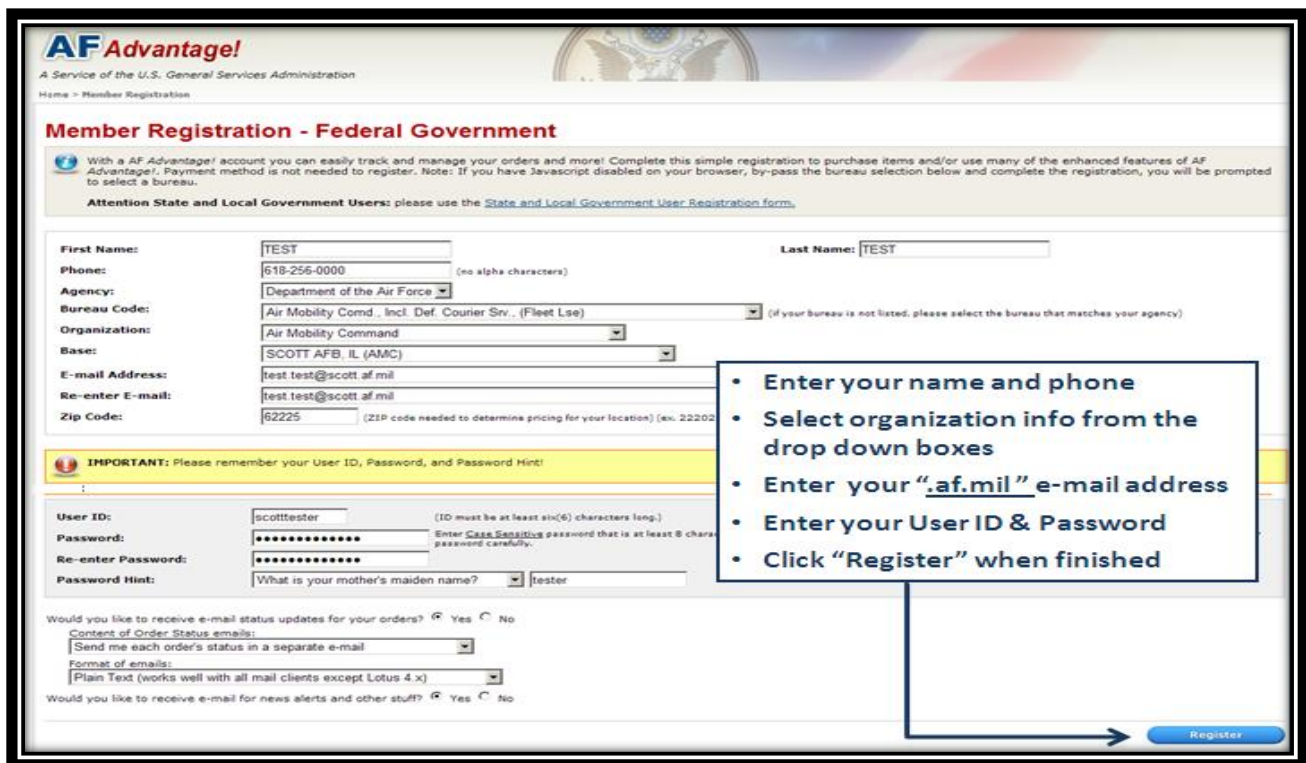 AF Advantage!
A Service of the U.S. General Services Administration
Home > Member Registration
Member Registration - Federal Government
With a AF Advantage! account you can easily track and manage your orders and more! Complete this simple registration to purchase items and/or use many of the enhanced features of AF
Advantage!. Payment method is not needed to register. Note: If you have Javascript disabled on your browser, by-pass the bureau selection below and complete the registration, you will be prompted
to select a bureau.
Attention State and Local Government Users: please use the State and Local Government User Registration form.
First Name: TEST Last Name: TEST
Phone: 618-256-0000 (no alpha characters)
Agency: Department of the Air Force
Bureau Code: Air Mobility Comd., Incl. Def. Courier Srv., (Fleet Lse) (if your bureau is not listed, please select the bureau that matches your agency)
Organization: Air Mobility Command
Base: SCOTT AFB, IL (AMC)
E-mail Address: test.test@scott.af.mil
Re-enter E-mail: test.test@scott.af.mil
Zip Code: 62225 (ZIP code needed to determine pricing for your location) (ex. 22202
IMPORTANT: Please remember your User ID, Password, and Password Hint!
:
User ID: scotttester (ID must be at least six(6) characters long.)
Password: ●●●●●●●●●●●●● Enter Case Sensitive password that is at least 8 charac
password carefully.
Re-enter Password: ●●●●●●●●●●●●●
Password Hint: What is your mother's maiden name? tester
• Enter your name and phone
• Select organization info from the
drop down boxes
• Enter your ".af.mil" e-mail address
• Enter your User ID & Password
• Click "Register" when finished
Would you like to receive e-mail status updates for your orders? Yes No
Content of Order Status emails:
Send me each order's status in a separate e-mail
Format of emails:
Plain Text (works well with all mail clients except Lotus 4.x)
Would you like to receive e-mail for news alerts and other stuff? Yes No
Register